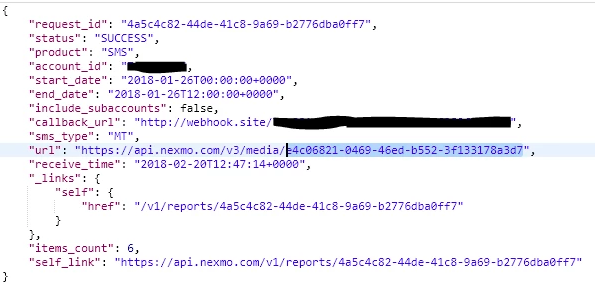 {
"request_id": "4a5c4c82-44de-41c8-9a69-b2776dba0ff7",
"status": "SUCCESS",
"product": "SMS",
"account_id": "",
"start_date": "2018-01-26T00:00:00+0000",
"end_date": "2018-01-26T12:00:00+0000",
"include_subaccounts": false,
"callback_url": "http://webhook.site/",
"sms_type": "MT",
"url": "https://api.nexmo.com/v3/media/e4c06821-0469-46ed-b552-3f133178a3d7",
"receive_time": "2018-02-20T12:47:14+0000",
"_links": {
"self": {
"href": "/v1/reports/4a5c4c82-44de-41c8-9a69-b2776dba0ff7"
}
},
"items_count": 6,
"self_link": "https://api.nexmo.com/v1/reports/4a5c4c82-44de-41c8-9a69-b2776dba0ff7"
}